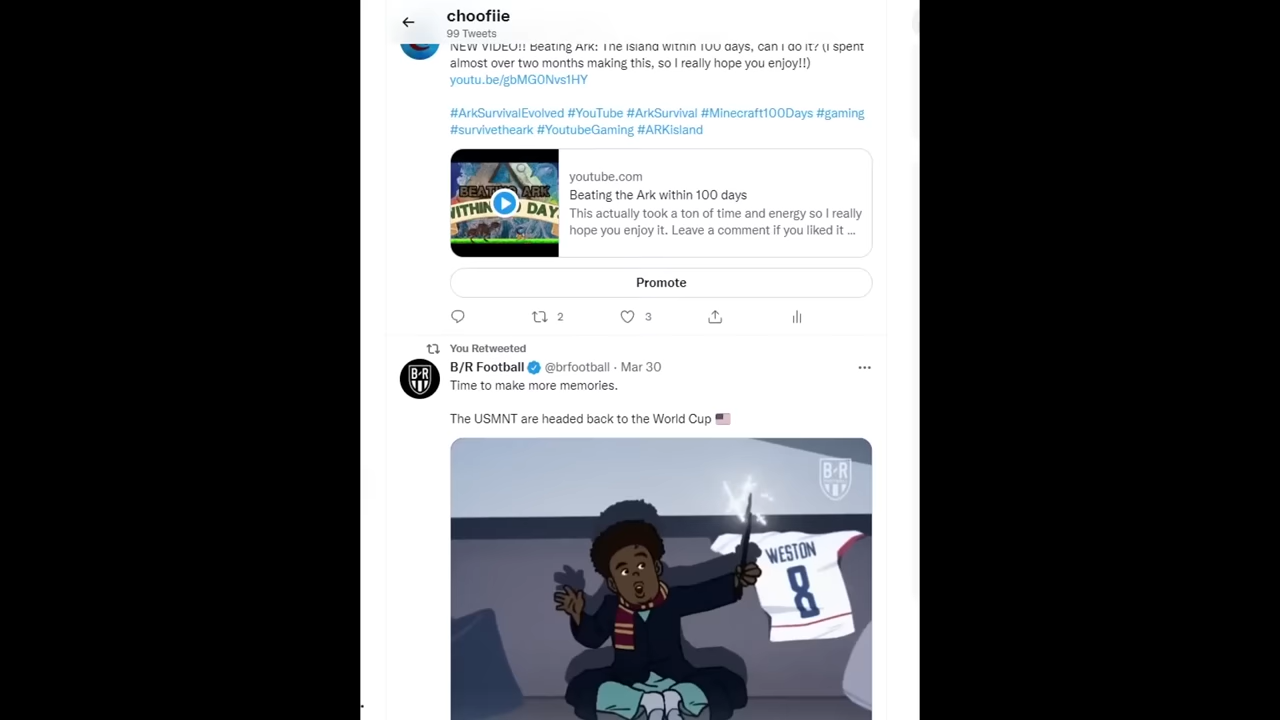 choofiie
99 Tweets
NEW VIDEO!! Beating Ark: The Island within 100 days, can I do it? (I spent
almost over two months making this, so I really hope you enjoy!!)
youtu.be/gbMG0Nvs1HY
#ArkSurvivalEvolved #YouTube #ArkSurvival #Minecraft100Days #gaming
#survivetheark #YoutubeGaming #ARKisland
BEATING ARK
WITHIN DAY
youtube.com
Beating the Ark within 100 days
This actually took a ton of time and energy so I really
hope you enjoy it. Leave a comment if you liked it ...
Promote
2
3
You Retweeted
B/R Football @brfootball · Mar 30
Time to make more memories.
The USMNT are headed back to the World Cup
B R
B R
WESTON
8